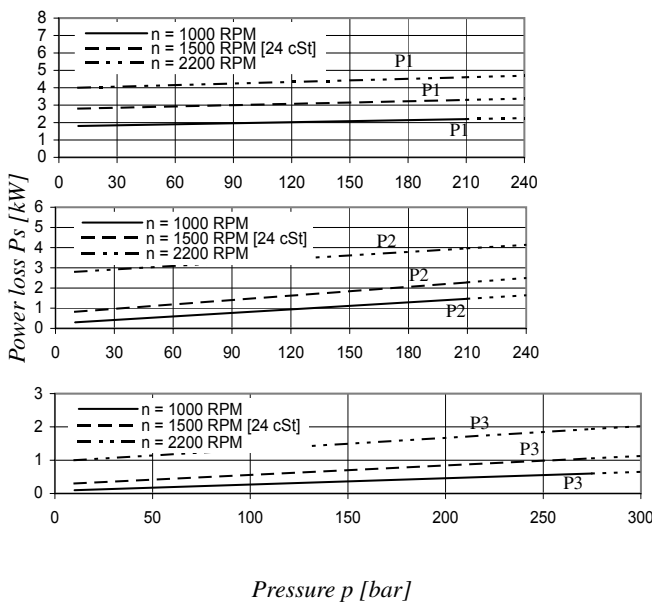 Power loss Ps [kW]
8
7
6
5
4
3
2
1
0
n = 1000 RPM
n = 1500 RPM [24 cSt]
n = 2200 RPM
P1
P1
P1
0 30 60 90 120 150 180 210 240
6
5
4
3
2
1
0
n = 1000 RPM
n = 1500 RPM [24 cSt]
n = 2200 RPM
P2
P2
P2
0 30 60 90 120 150 180 210 240
3
2
1
0
n = 1000 RPM
n = 1500 RPM [24 cSt]
n = 2200 RPM
P3
P3
P3
0 50 100 150 200 250 300
Pressure p [bar]